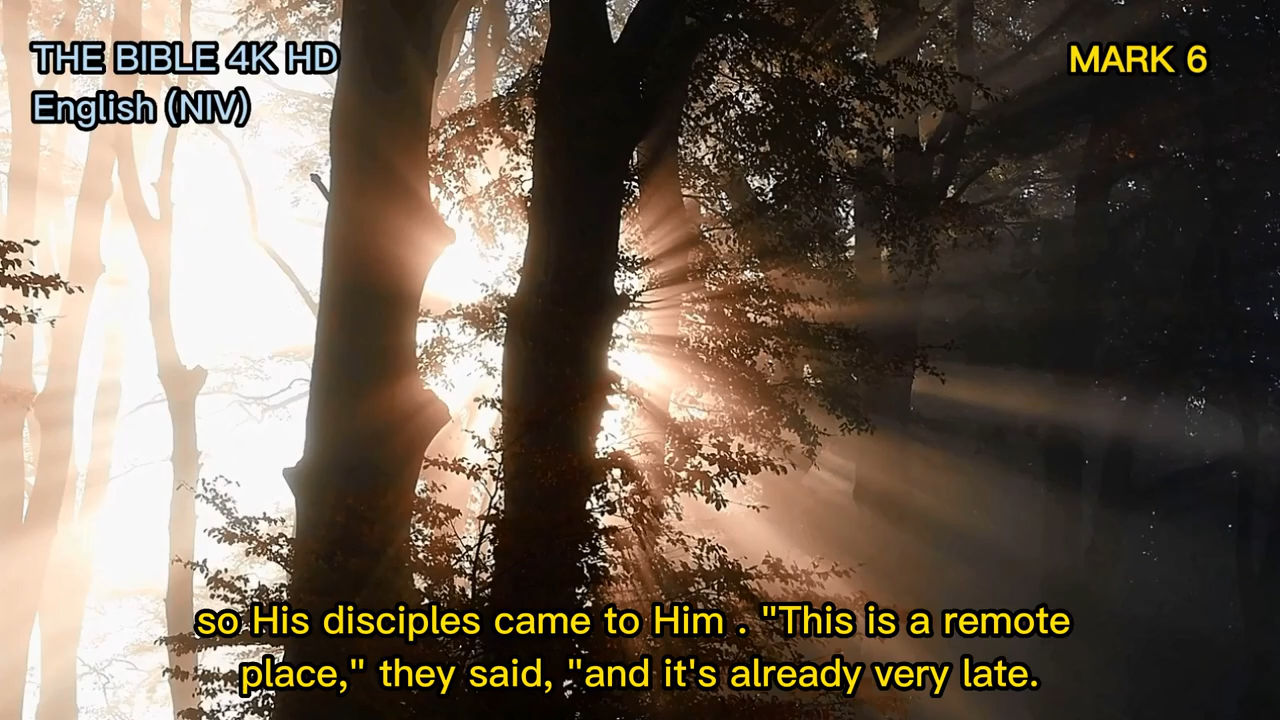 THE BIBLE 4K HD
English (NIV)
MARK 6
so His disciples came to Him . "This is a remote
place," they said, "and it's already very late.